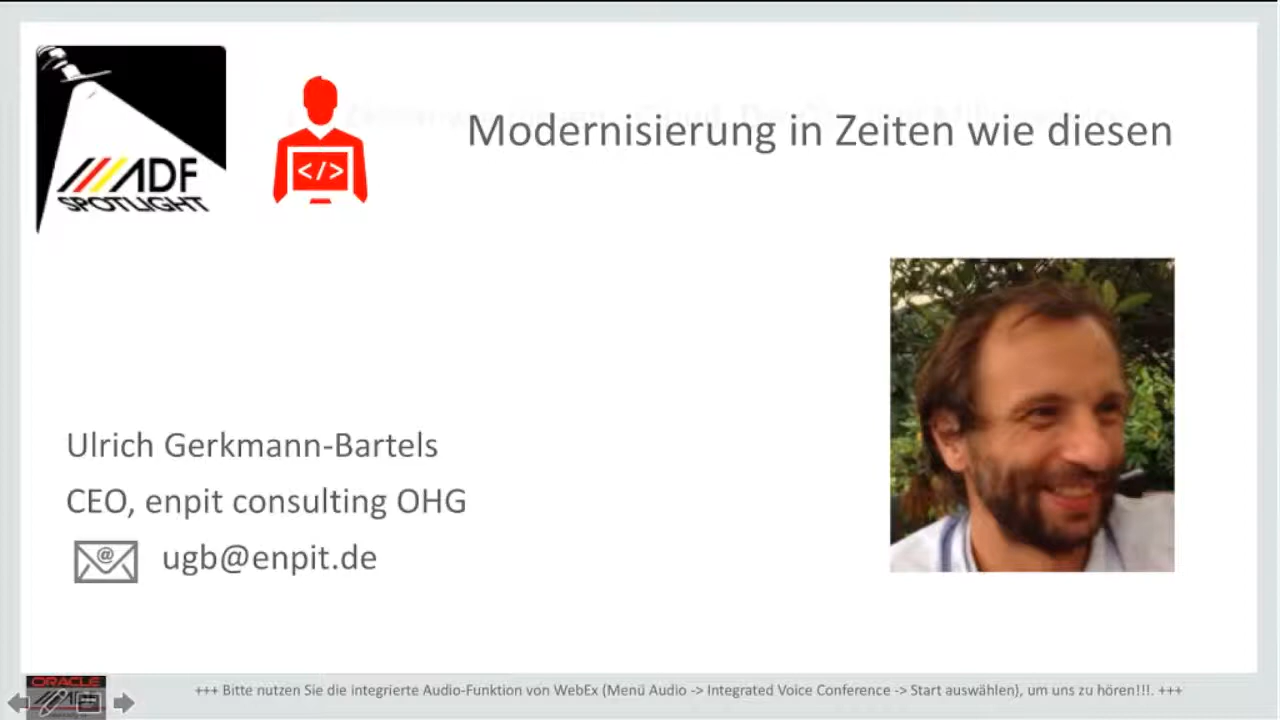 ADF
SPOTLIGHT
</>
Modernisierung in Zeiten wie diesen
Ulrich Gerkmann-Bartels
CEO, enpit consulting OHG
@
ugb@enpit.de
ORACLE
ADF
+++ Bitte nutzen Sie die integrierte Audio-Funktion von WebEx (Menü Audio -> Integrated Voice Conference -> Start auswählen), um uns zu hören!!!. +++